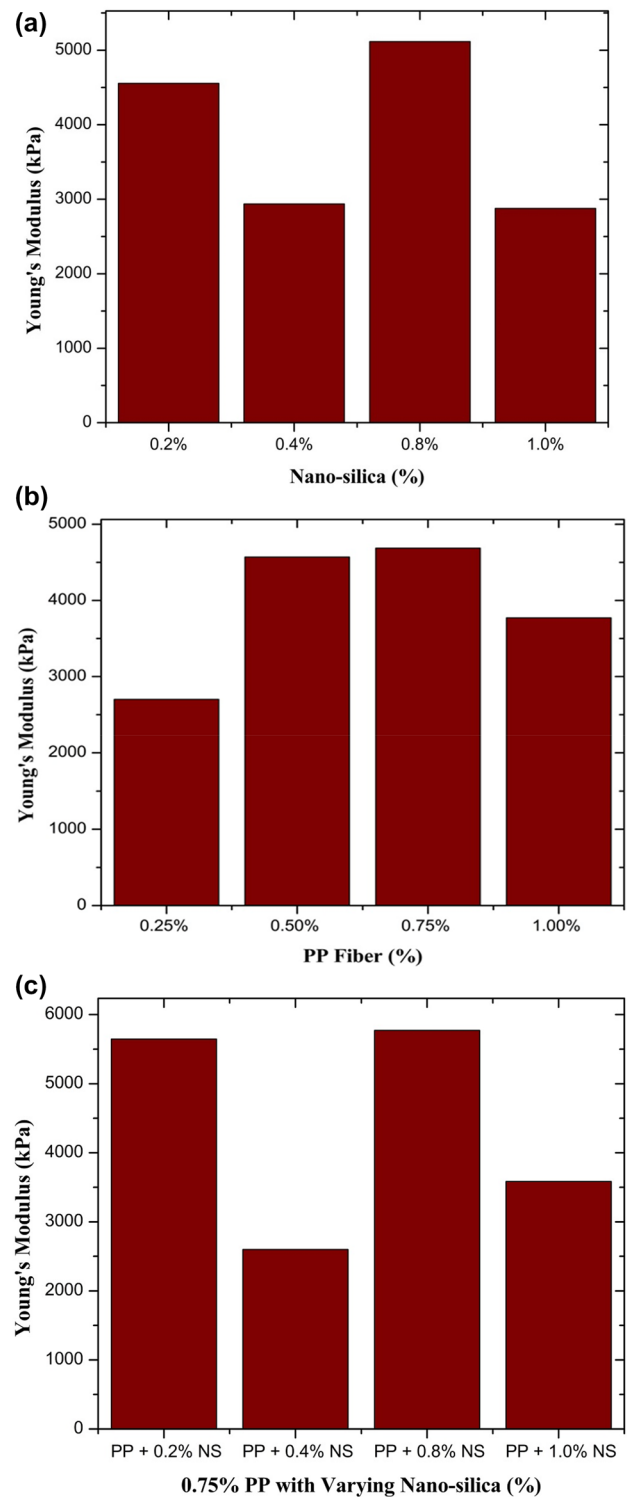 (a)
Young's Modulus (kPa)
5000
4000
3000
2000
1000
0
0.2% 0.4% 0.8% 1.0%
Nano-silica (%)
(b)
Young's Modulus (kPa)
5000
4000
3000
2000
1000
0
0.25% 0.50% 0.75% 1.00%
PP Fiber (%)
(c)
Young's Modulus (kPa)
6000
5000
4000
3000
2000
1000
0
PP + 0.2% NS PP + 0.4% NS PP + 0.8% NS PP + 1.0% NS
0.75% PP with Varying Nano-silica (%)